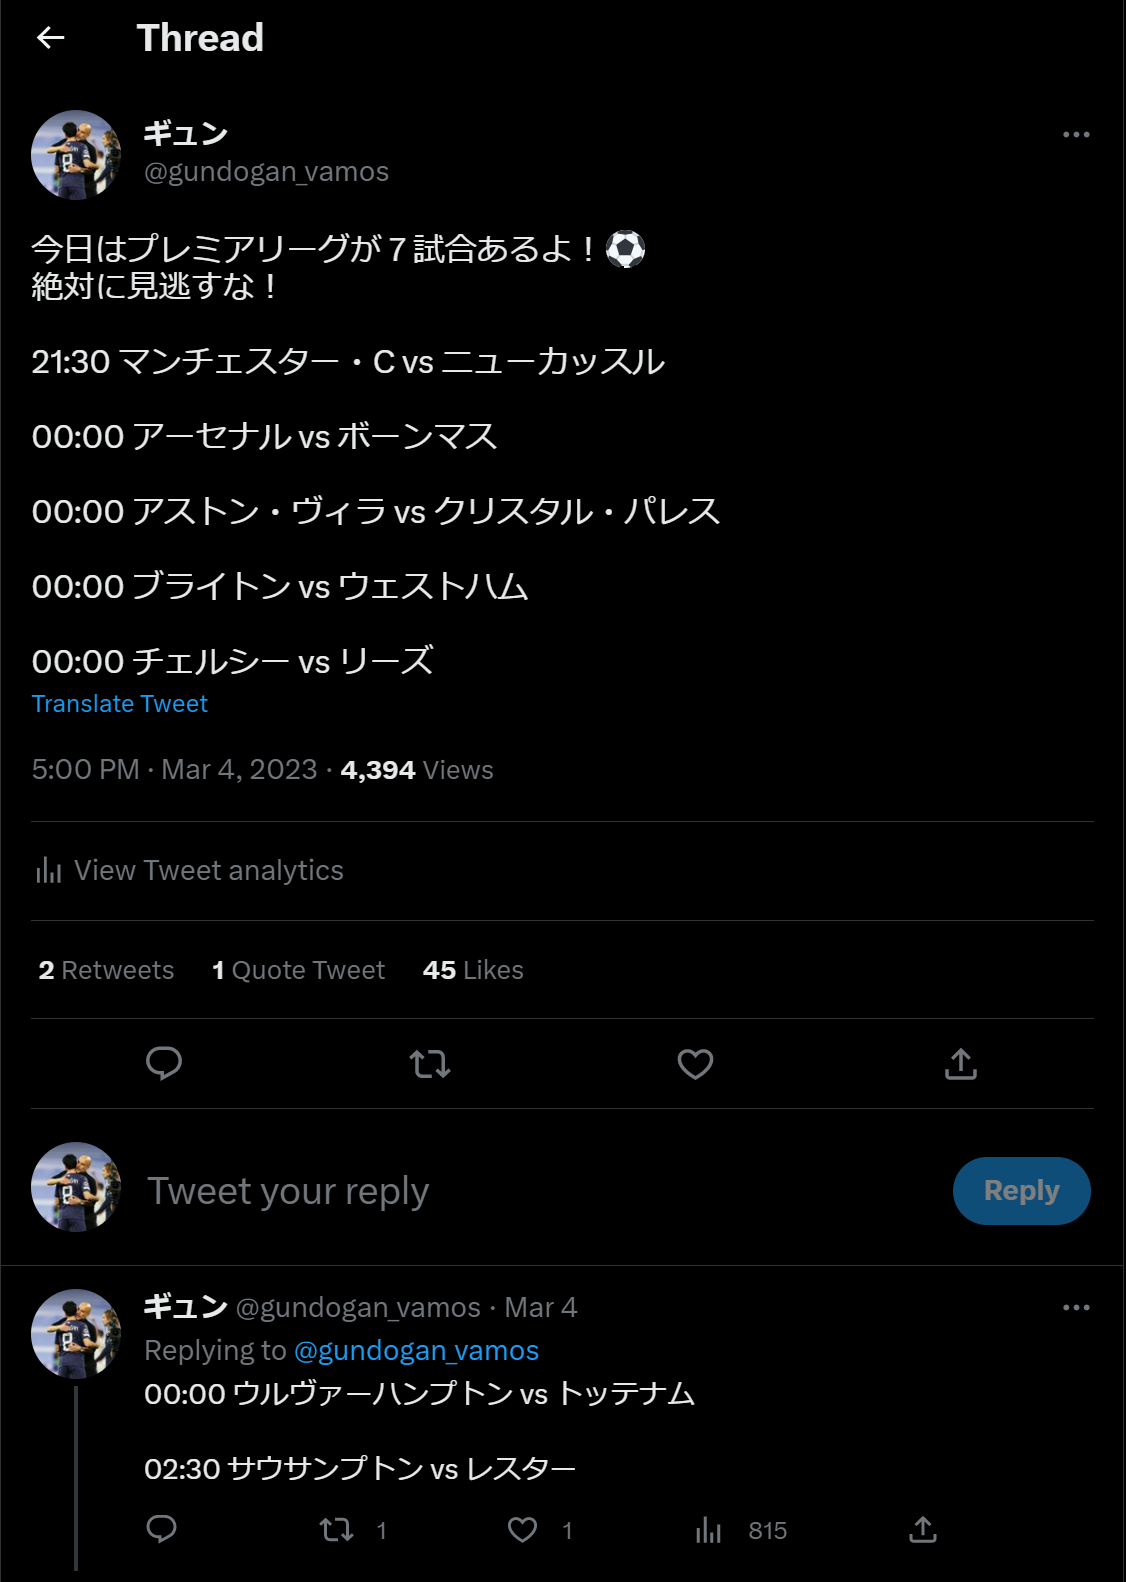 Thread
ギュン
@gundogan_vamos
今日はプレミアリーグが７試合あるよ！⚽
絶対に見逃すな！
21:30 マンチェスター・C vs ニューカッスル
00:00 アーセナル vs ボーンマス
00:00 アストン・ヴィラ vs クリスタル・パレス
00:00 ブライトン vs ウェストハム
00:00 チェルシー vs リーズ
Translate Tweet
5:00 PM · Mar 4, 2023 · 4,394 Views
View Tweet analytics
2 Retweets 1 Quote Tweet 45 Likes
Tweet your reply
Reply
ギュン @gundogan_vamos · Mar 4
Replying to @gundogan_vamos
00:00 ウルヴァーハンプトン vs トッテナム
02:30 サウサンプトン vs レスター
1 1 815